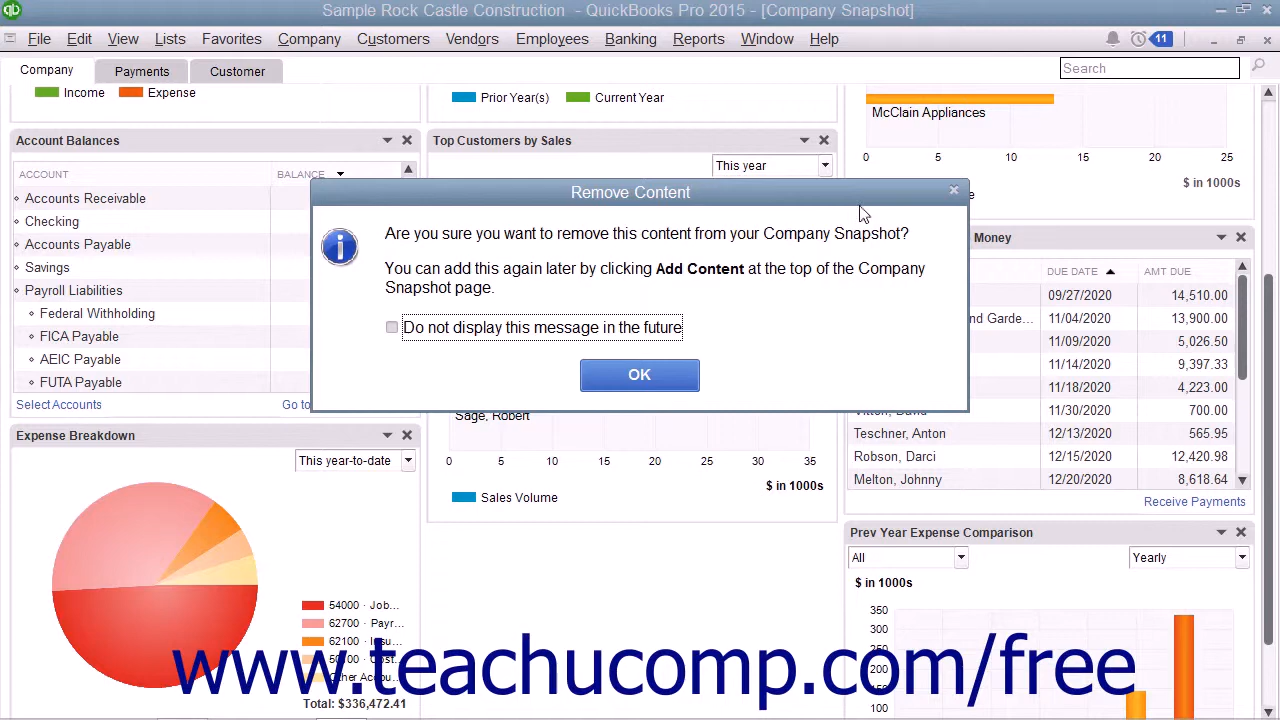 Sample Rock Castle Construction - QuickBooks Pro 2015 - [Company Snapshot]
File Edit View Lists Favorites Company Customers Vendors Employees Banking Reports Window Help
11
Company Payments Customer
Search
Income Expense
Prior Year(s) Current Year
McClain Appliances
0 5 10 15 20 25
$ in 1000s
Account Balances
ACCOUNT BALANCE
Accounts Receivable
Checking
Accounts Payable
Savings
Payroll Liabilities
Federal Withholding
FICA Payable
AEIC Payable
FUTA Payable
Select Accounts Go to
Top Customers by Sales
This year
Remove Content
Are you sure you want to remove this content from your Company Snapshot?
You can add this again later by clicking Add Content at the top of the Company
Snapshot page.
Do not display this message in the future
OK
Sage, Robert
0 5 10 15 20 25 30 35
$ in 1000s
Sales Volume
Money
DUE DATE AMT DUE
09/27/2020 14,510.00
nd Garde... 11/04/2020 13,900.00
11/09/2020 5,026.50
11/14/2020 9,397.33
11/18/2020 4,223.00
11/30/2020 700.00
Teschner, Anton 12/13/2020 565.95
Robson, Darci 12/15/2020 12,420.98
Melton, Johnny 12/20/2020 8,618.64
Receive Payments
Expense Breakdown
This year-to-date
54000 · Job...
62700 · Payr...
62100 · Insu...
Total: $336,472.41
Prev Year Expense Comparison
All Yearly
$ in 1000s
350
300
250
200
150
100
www.teachucomp.com/free